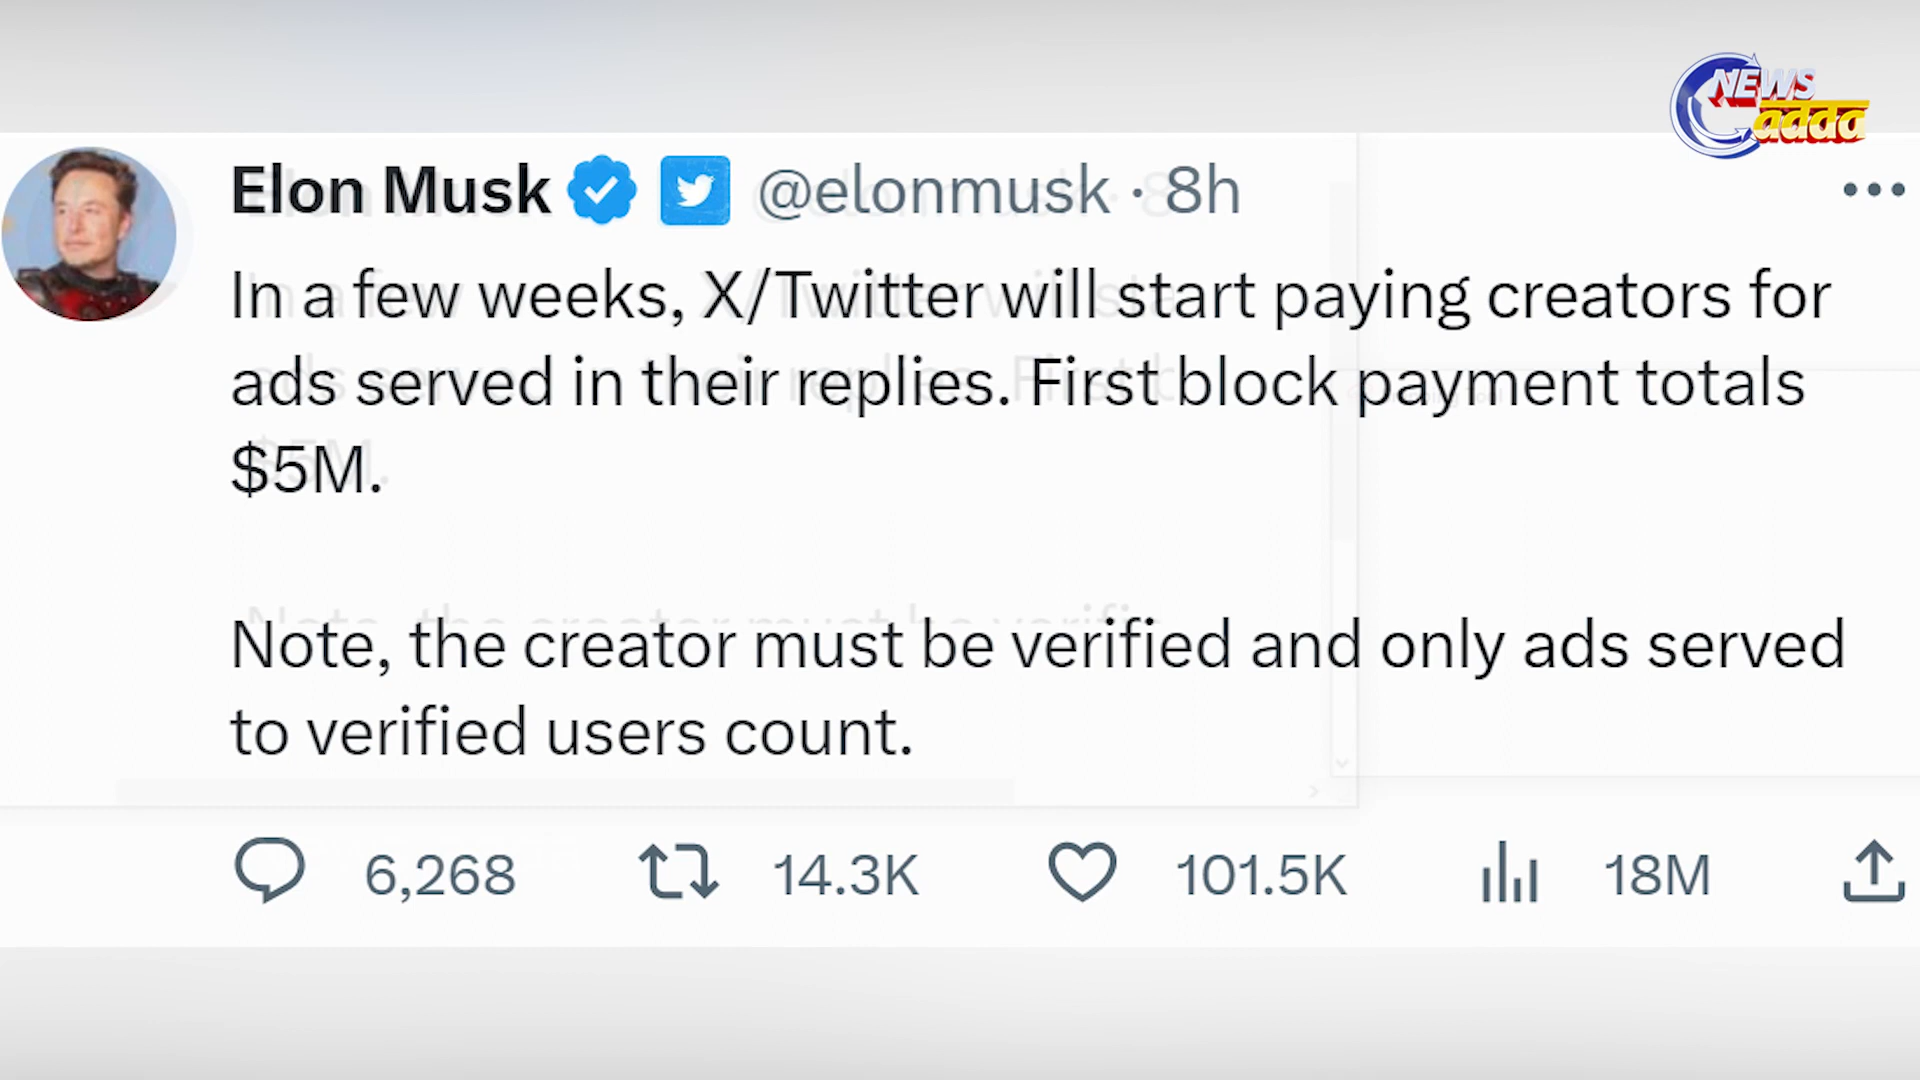 NEWS
adda
Elon Musk @elonmusk · 8h
In a few weeks, X/Twitter will start paying creators for
ads served in their replies. First block payment totals
$5M.
Note, the creator must be verified and only ads served
to verified users count.
6,268 14.3K 101.5K 18M